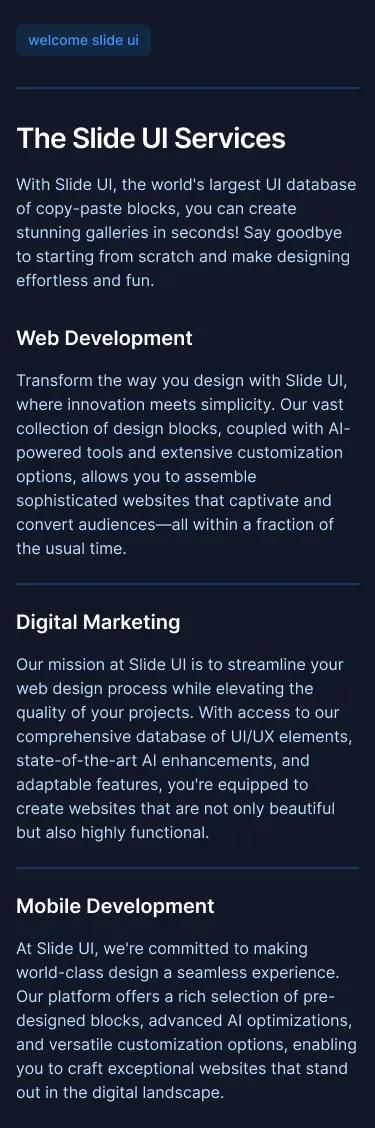 welcome slide ui
The Slide UI Services
With Slide UI, the world's largest UI database
of copy-paste blocks, you can create
stunning galleries in seconds! Say goodbye
to starting from scratch and make designing
effortless and fun.
Web Development
Transform the way you design with Slide UI,
where innovation meets simplicity. Our vast
collection of design blocks, coupled with AI-
powered tools and extensive customization
options, allows you to assemble
sophisticated websites that captivate and
convert audiences—all within a fraction of
the usual time.
Digital Marketing
Our mission at Slide UI is to streamline your
web design process while elevating the
quality of your projects. With access to our
comprehensive database of UI/UX elements,
state-of-the-art AI enhancements, and
adaptable features, you're equipped to
create websites that are not only beautiful
but also highly functional.
Mobile Development
At Slide UI, we're committed to making
world-class design a seamless experience.
Our platform offers a rich selection of pre-
designed blocks, advanced AI optimizations,
and versatile customization options, enabling
you to craft exceptional websites that stand
out in the digital landscape.